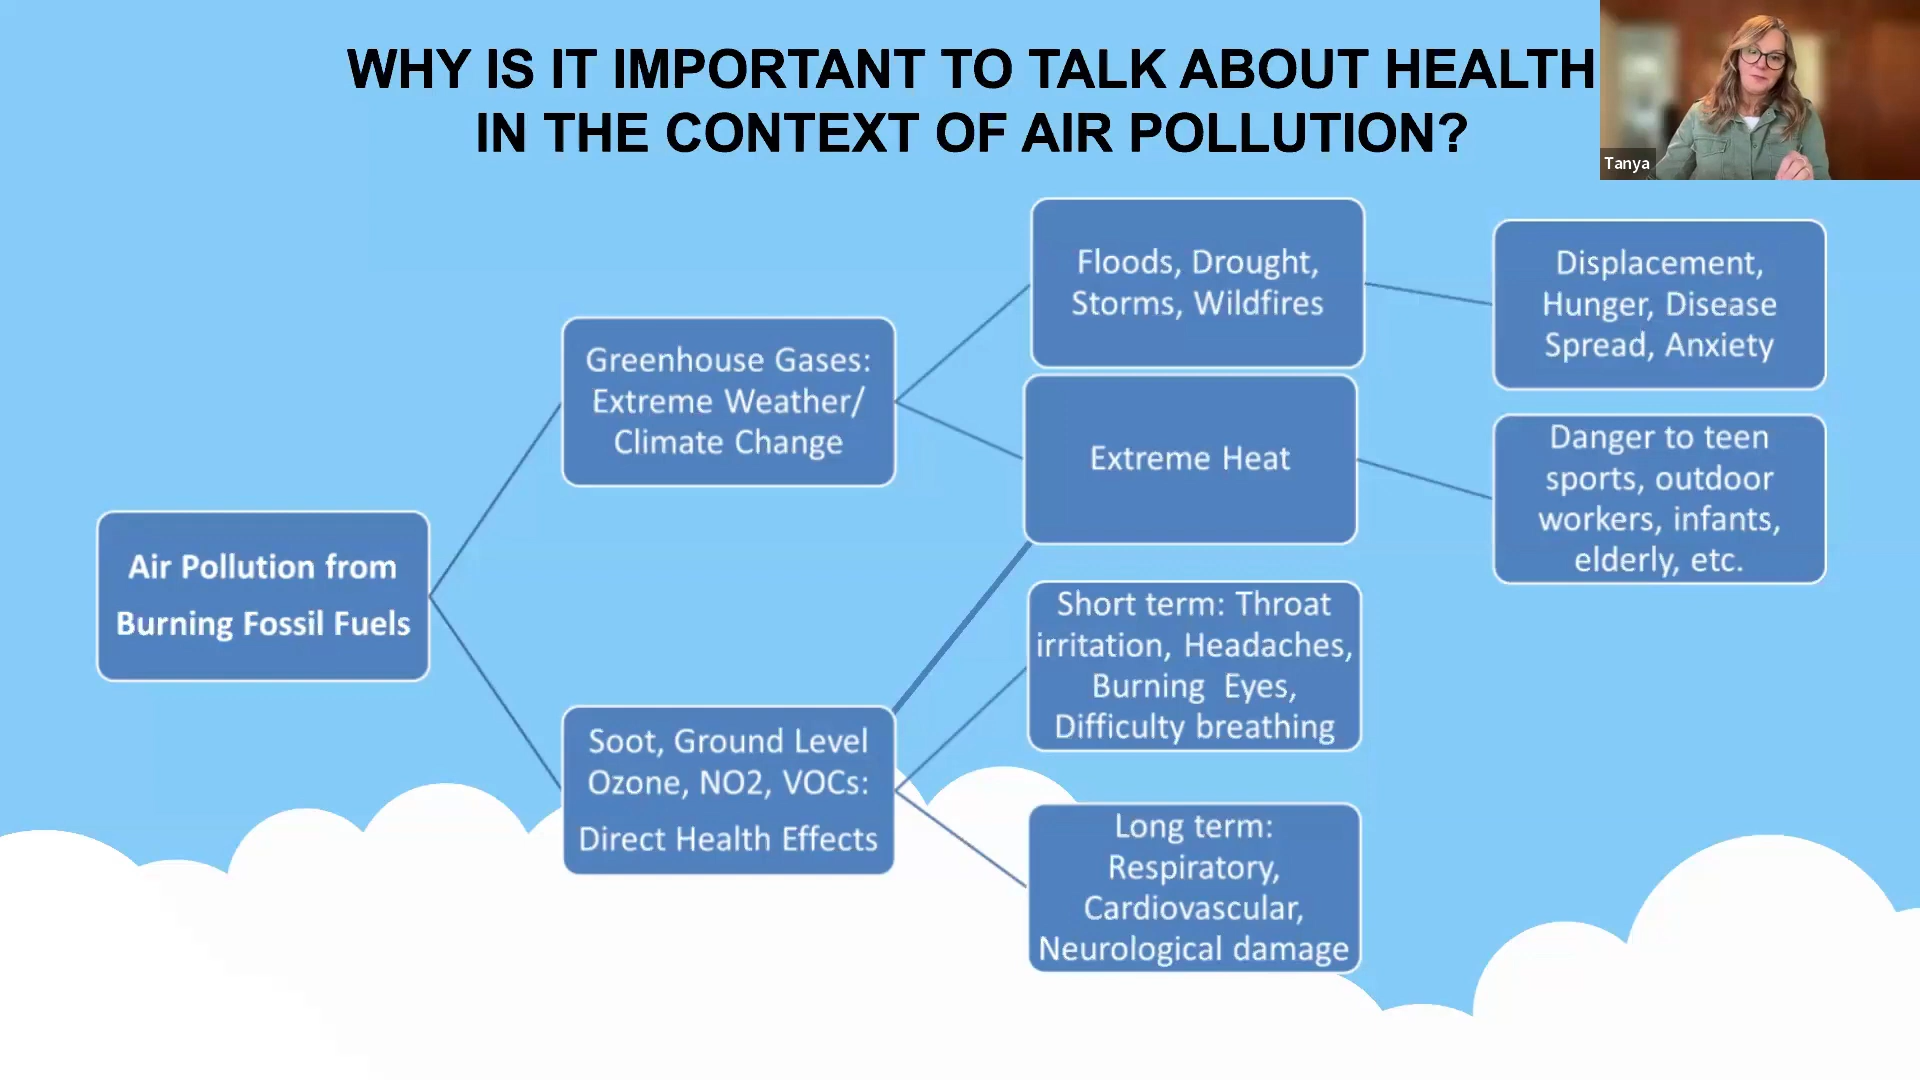 WHY IS IT IMPORTANT TO TALK ABOUT HEALTH
IN THE CONTEXT OF AIR POLLUTION?
Tanya
Air Pollution from
Burning Fossil Fuels
Greenhouse Gases:
Extreme Weather/
Climate Change
Soot, Ground Level
Ozone, NO2, VOCs:
Direct Health Effects
Floods, Drought,
Storms, Wildfires
Extreme Heat
Short term: Throat
irritation, Headaches,
Burning Eyes,
Difficulty breathing
Long term:
Respiratory,
Cardiovascular,
Neurological damage
Displacement,
Hunger, Disease
Spread, Anxiety
Danger to teen
sports, outdoor
workers, infants,
elderly, etc.